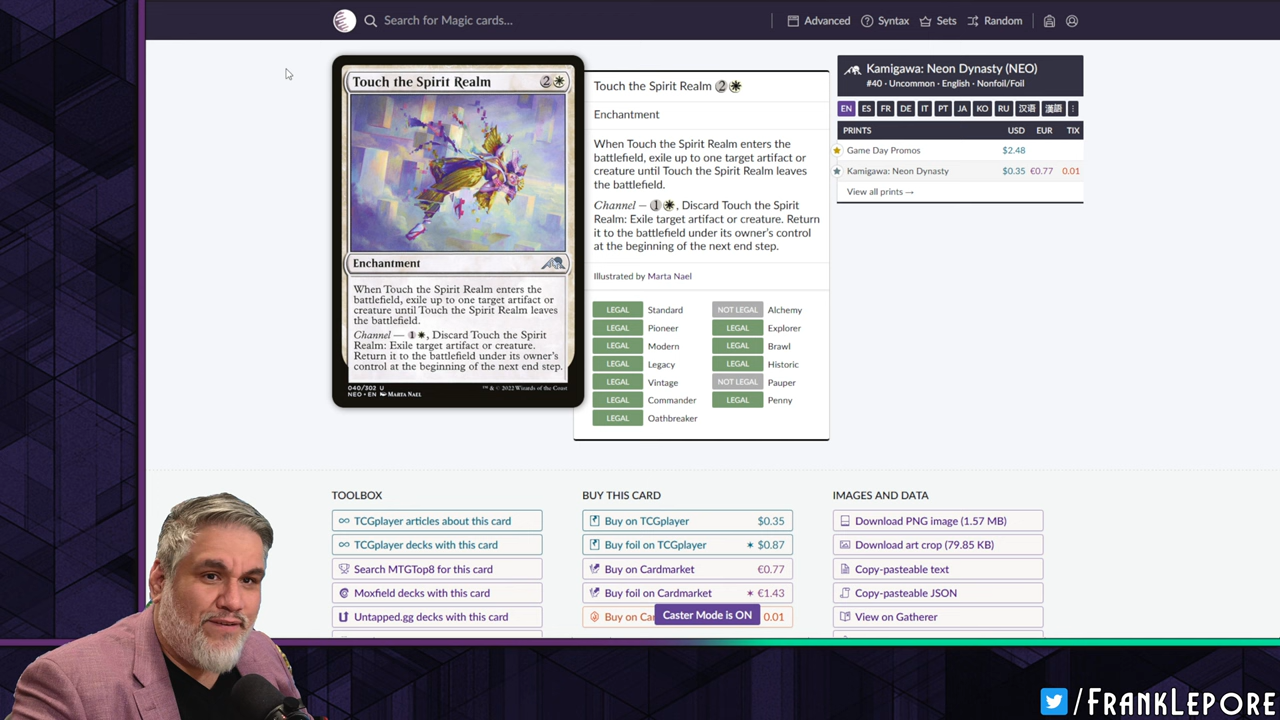 Search for Magic cards...
Advanced
Syntax
Sets
Random
Touch the Spirit Realm 2
Enchantment
When Touch the Spirit Realm enters the
battlefield, exile up to one target artifact or
creature until Touch the Spirit Realm leaves
the battlefield.
Channel — 1, Discard Touch the Spirit
Realm: Exile target artifact or creature.
Return it to the battlefield under its owner's
control at the beginning of the next end step.
040/302 U
NEO • EN MARTA NAEL
™ & © 2022 Wizards of the Coast
Touch the Spirit Realm 2
Enchantment
When Touch the Spirit Realm enters the
battlefield, exile up to one target artifact or
creature until Touch the Spirit Realm leaves
the battlefield.
Channel — 1, Discard Touch the Spirit
Realm: Exile target artifact or creature. Return
it to the battlefield under its owner's control
at the beginning of the next end step.
Illustrated by Marta Nael
LEGAL Standard NOT LEGAL Alchemy
LEGAL Pioneer LEGAL Explorer
LEGAL Modern LEGAL Brawl
LEGAL Legacy LEGAL Historic
LEGAL Vintage NOT LEGAL Pauper
LEGAL Commander LEGAL Penny
LEGAL Oathbreaker
Kamigawa: Neon Dynasty (NEO)
#40 · Uncommon · English · Nonfoil/Foil
EN ES FR DE IT PT JA KO RU 汉语 漢語
PRINTS USD EUR TIX
Game Day Promos $2.48
Kamigawa: Neon Dynasty $0.35 €0.77 0.01
View all prints →
TOOLBOX
TCGplayer articles about this card
TCGplayer decks with this card
Search MTGTop8 for this card
Moxfield decks with this card
Untapped.gg decks with this card
BUY THIS CARD
Buy on TCGplayer $0.35
Buy foil on TCGplayer ✶ $0.87
Buy on Cardmarket €0.77
Buy foil on Cardmarket ✶ €1.43
Buy on Ca 0.01
Caster Mode is ON
IMAGES AND DATA
Download PNG image (1.57 MB)
Download art crop (79.85 KB)
Copy-pasteable text
Copy-pasteable JSON
View on Gatherer
/FRANKLEPORE